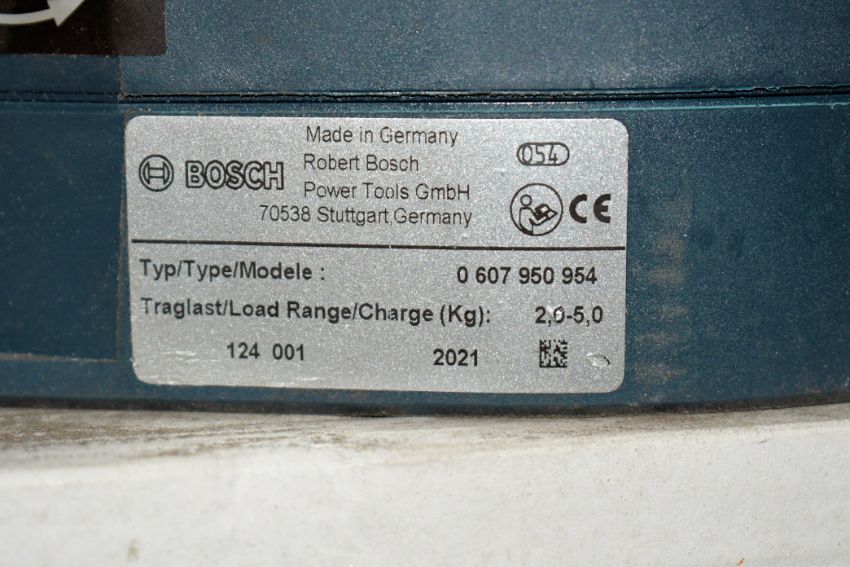 Made in Germany
BOSCH
Robert Bosch
Power Tools GmbH
70538 Stuttgart,Germany
054
CE
Typ/Type/Modele : 0 607 950 954
Traglast/Load Range/Charge (Kg): 2,0-5,0
124 001 2021